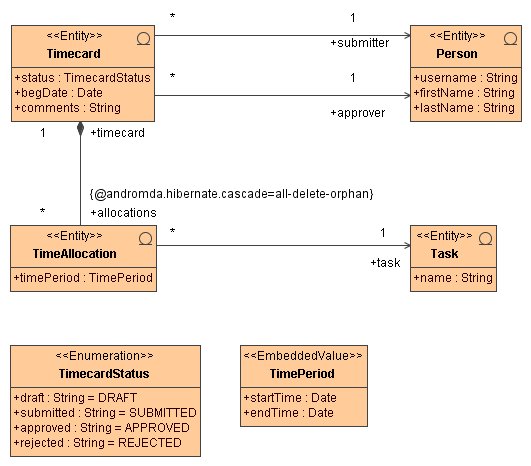 * 1
<<Entity>>
Timecard
+status : TimecardStatus
+begDate : Date
+comments : String
+submitter
<<Entity>>
Person
+username : String
+firstName : String
+lastName : String
* 1
+approver
1 +timecard
{@andromda.hibernate.cascade=all-delete-orphan}
* +allocations
<<Entity>>
TimeAllocation
+timePeriod : TimePeriod
* 1
+task
<<Entity>>
Task
+name : String
<<Enumeration>>
TimecardStatus
+draft : String = DRAFT
+submitted : String = SUBMITTED
+approved : String = APPROVED
+rejected : String = REJECTED
<<EmbeddedValue>>
TimePeriod
+startTime : Date
+endTime : Date